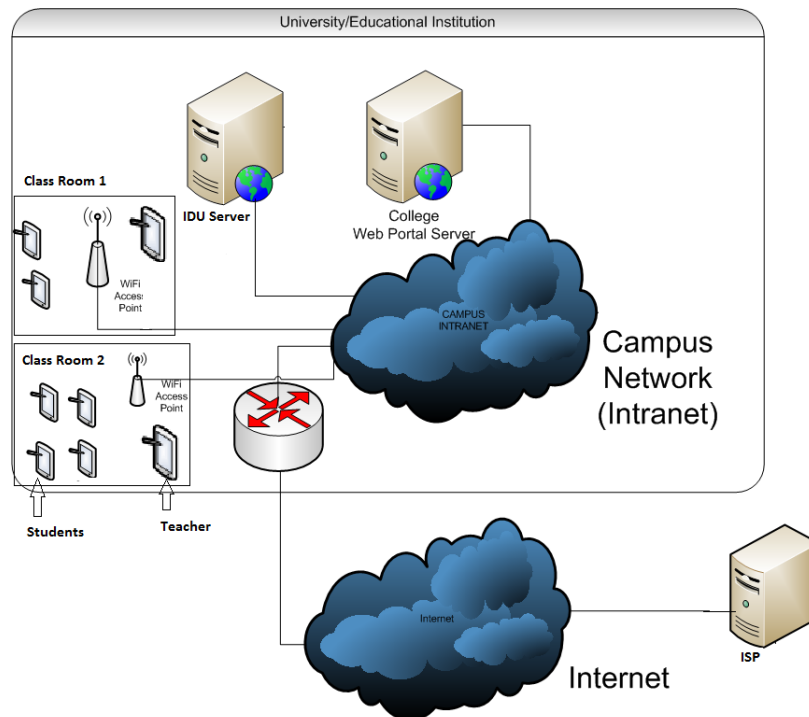 University/Educational Institution
Class Room 1
IDU Server
College
Web Portal Server
WiFi
Access
Point
CAMPUS
INTRANET
Campus
Network
(Intranet)
Class Room 2
WiFi
Access
Point
Students
Teacher
Internet
Internet
ISP